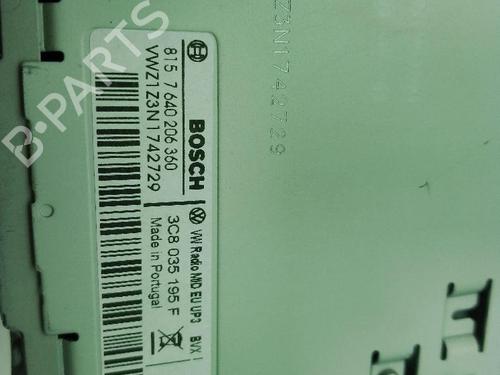 815 7 640 206 360
VWZ1Z3N1742729
BOSCH
VW Radio MID EU UP3 BVX I
3C8 035 195 F
Made in Portugal
Z3N1742729
B-PARTS